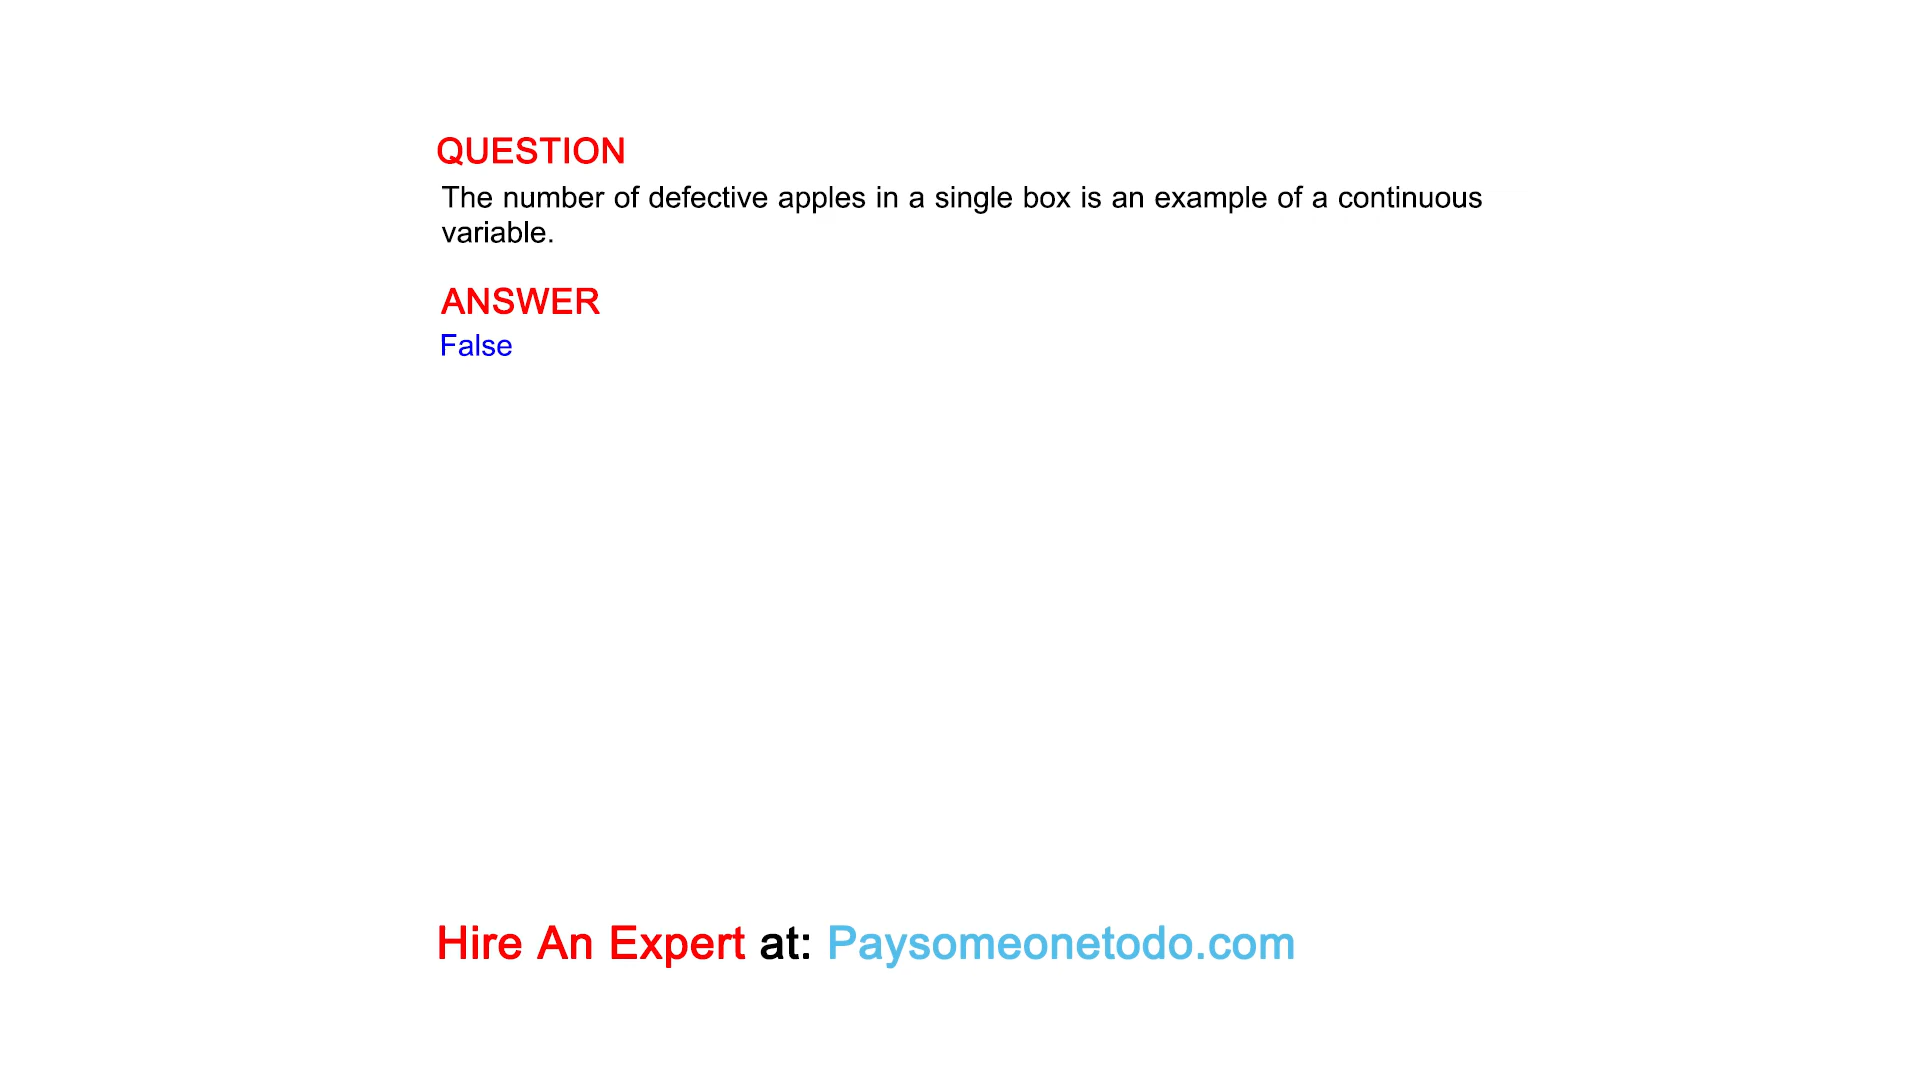 QUESTION
The number of defective apples in a single box is an example of a continuous
variable.
ANSWER
False
Hire An Expert at: Paysomeonetodo.com